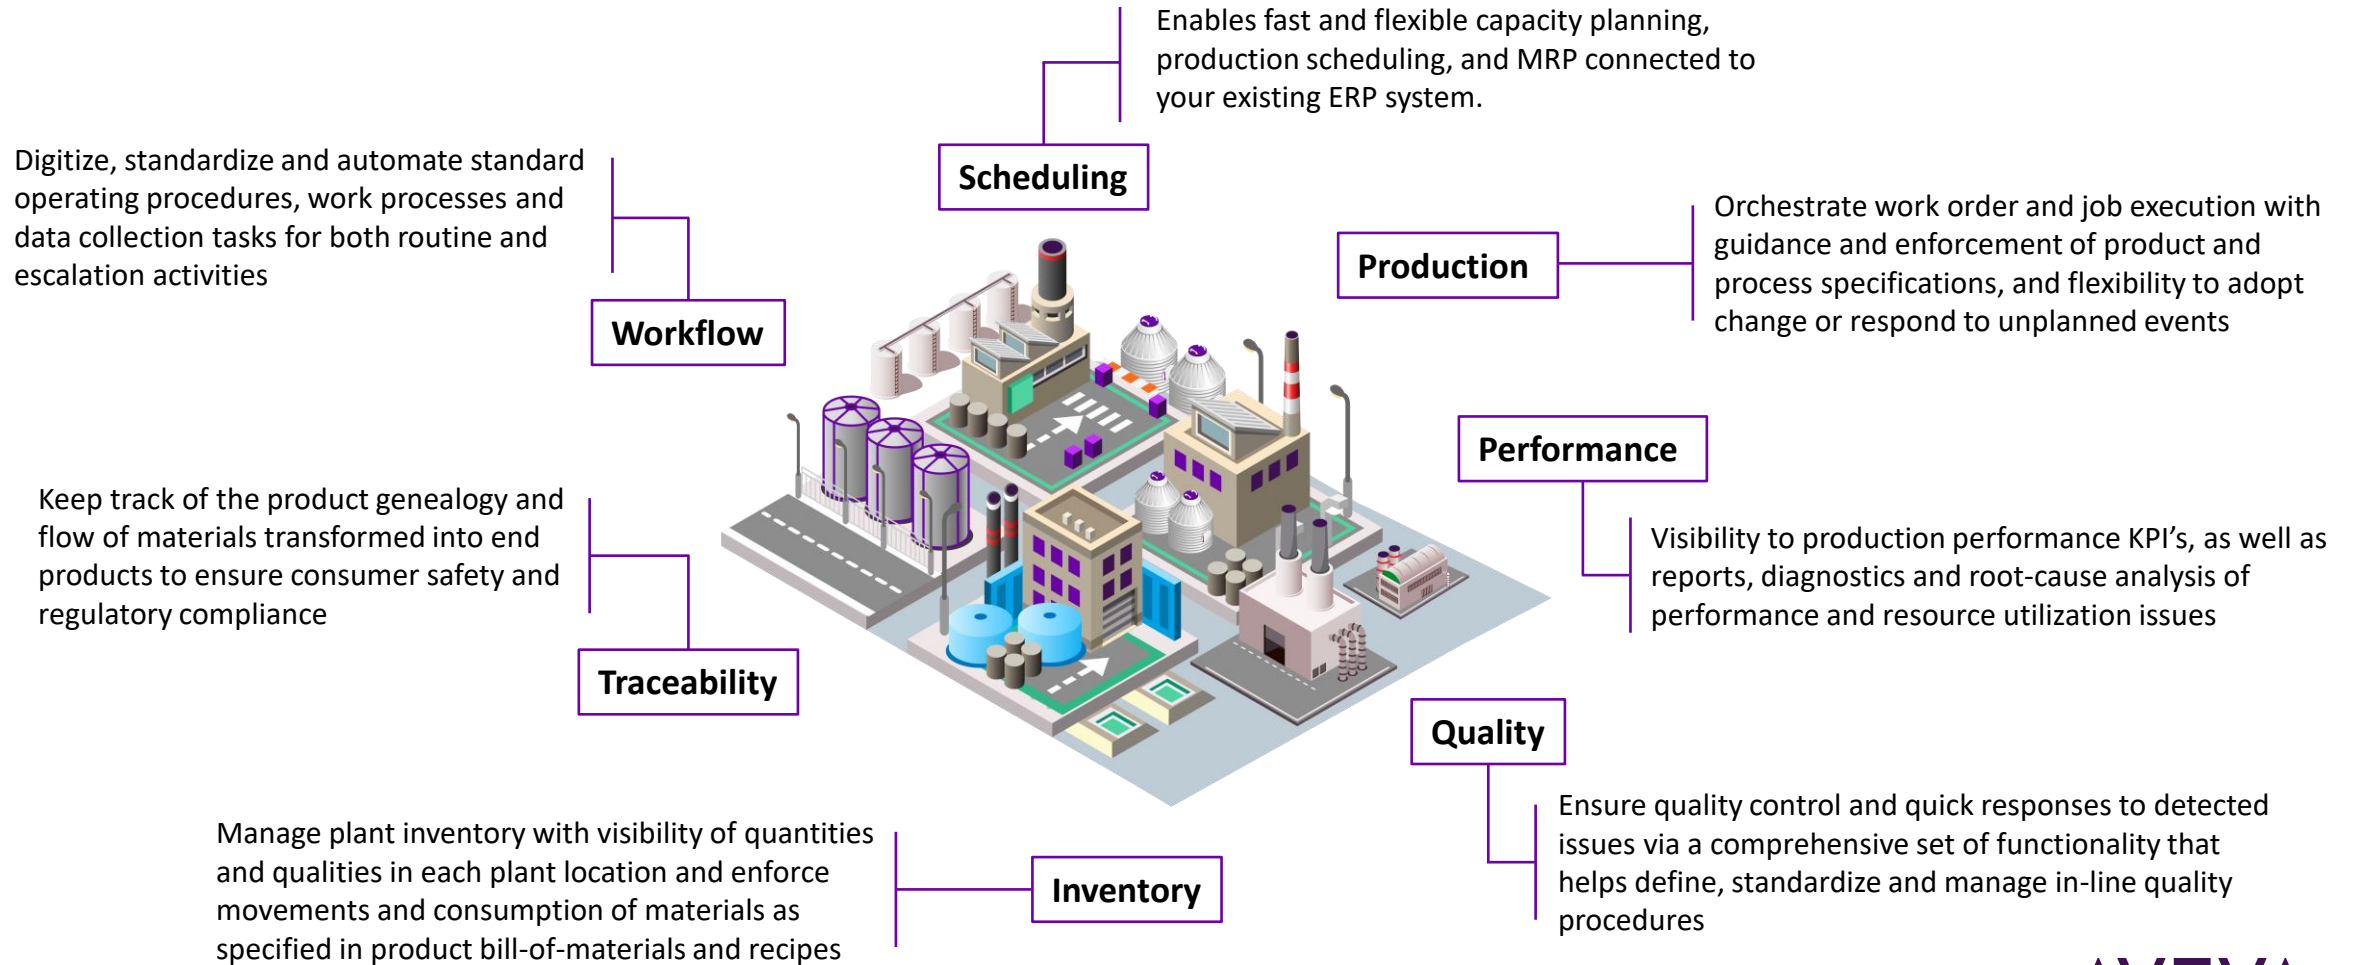 Enables fast and flexible capacity planning,
production scheduling, and MRP connected to
your existing ERP system.
Scheduling
Digitize, standardize and automate standard
operating procedures, work processes and
data collection tasks for both routine and
escalation activities
Workflow
Production
Orchestrate work order and job execution with
guidance and enforcement of product and
process specifications, and flexibility to adopt
change or respond to unplanned events
Performance
Visibility to production performance KPI’s, as well as
reports, diagnostics and root-cause analysis of
performance and resource utilization issues
Keep track of the product genealogy and
flow of materials transformed into end
products to ensure consumer safety and
regulatory compliance
Traceability
Quality
Ensure quality control and quick responses to detected
issues via a comprehensive set of functionality that
helps define, standardize and manage in-line quality
procedures
Manage plant inventory with visibility of quantities
and qualities in each plant location and enforce
movements and consumption of materials as
specified in product bill-of-materials and recipes
Inventory